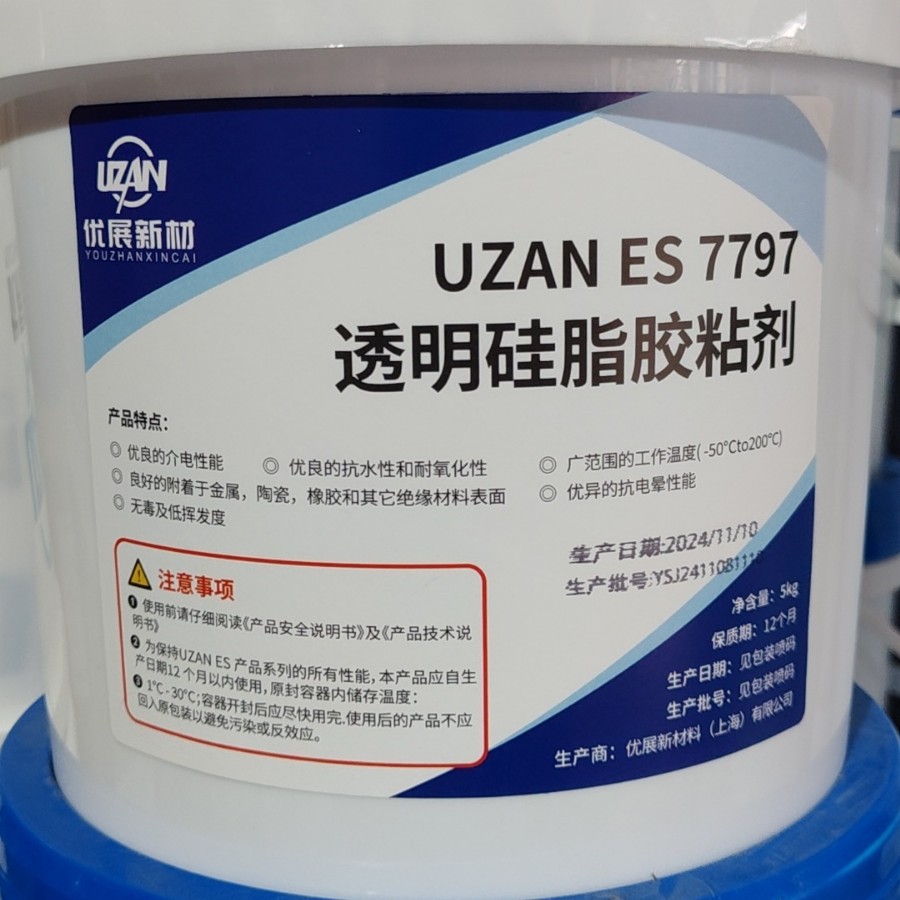 UZAN
优展新材
YOUZHANXINCAI
UZAN ES 7797
透明硅脂胶粘剂
产品特点：
◎ 优良的介电性能
◎ 优良的抗水性和耐氧化性
◎ 广范围的工作温度( -50°Cto200°C)
◎ 良好的附着于金属，陶瓷，橡胶和其它绝缘材料表面
◎ 优异的抗电晕性能
◎ 无毒及低挥发度
生产日期:2024/11/10
生产批号:YSJ241108111
注意事项
❶ 使用前请仔细阅读《产品安全说明书》及《产品技术说
明书》
❷ 为保持UZAN ES 产品系列的所有性能，本产品应自生
产日期12 个月以内使用，原封容器内储存温度：
❸ 1°C - 30°C；容器开封后应尽快用完.使用后的产品不应
回入原包装以避免污染或反效应。
净含量：5kg
保质期：12个月
生产日期：见包装喷码
生产批号：见包装喷码
生产商：优展新材料（上海）有限公司